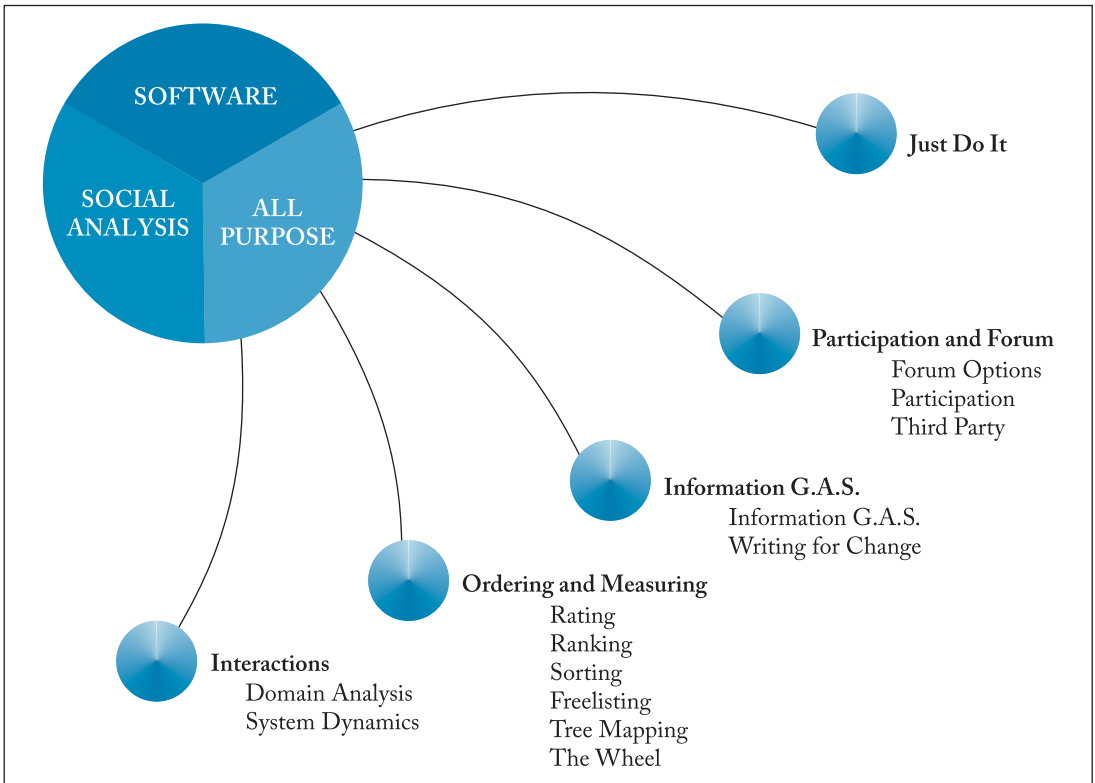 SOFTWARE
SOCIAL
ANALYSIS
ALL
PURPOSE
Just Do It
Participation and Forum
Forum Options
Participation
Third Party
Information G.A.S.
Information G.A.S.
Writing for Change
Ordering and Measuring
Rating
Ranking
Sorting
Freelisting
Tree Mapping
The Wheel
Interactions
Domain Analysis
System Dynamics